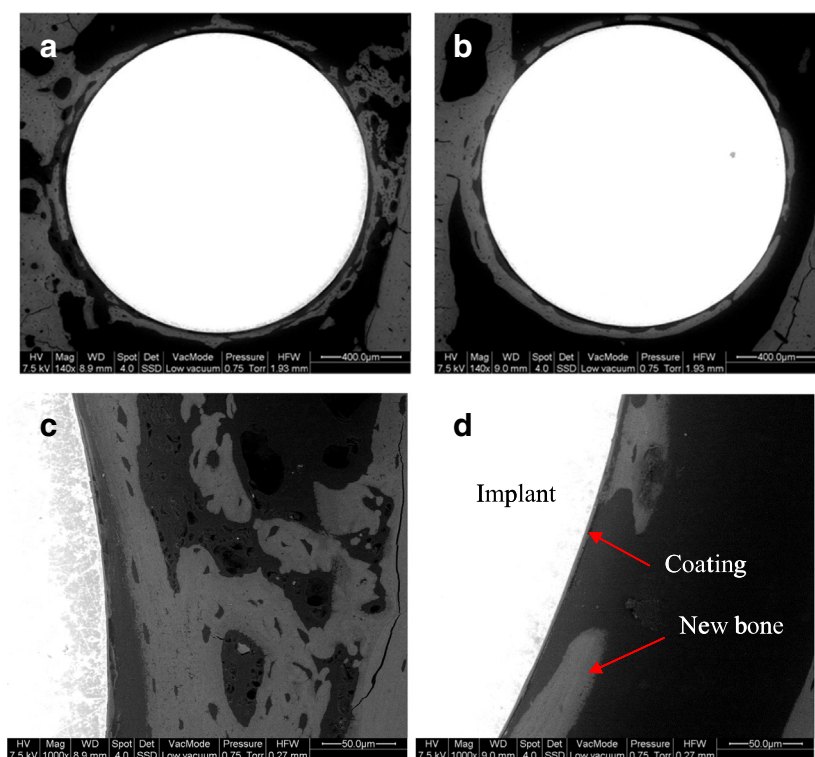 a
b
HV Mag WD Spot Det VacMode Pressure HFW 400.0µm
7.5 kV 140x 8.9 mm 4.0 SSD Low vacuum 0.75 Torr 1.93 mm
HV Mag WD Spot Det VacMode Pressure HFW 400.0µm
7.5 kV 140x 9.0 mm 4.0 SSD Low vacuum 0.75 Torr 1.93 mm
c
d
Implant
Coating
New bone
HV Mag WD Spot Det VacMode Pressure HFW 50.0µm
7.5 kV 1000x 8.9 mm 4.0 SSD Low vacuum 0.75 Torr 0.27 mm
HV Mag WD Spot Det VacMode Pressure HFW 50.0µm
7.5 kV 1000x 9.0 mm 4.0 SSD Low vacuum 0.75 Torr 0.27 mm